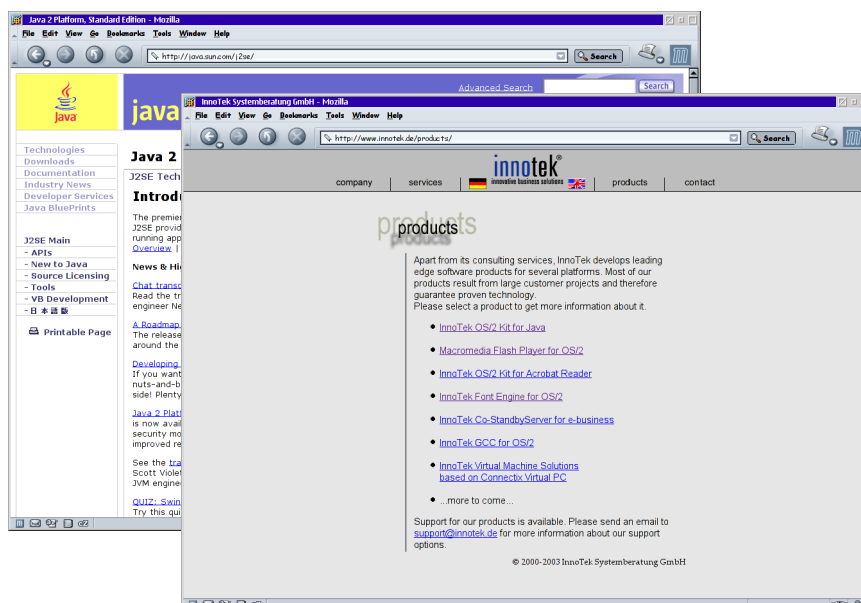 Java 2 Platform, Standard Edition - Mozilla
File Edit View Go Bookmarks Tools Window Help
http://java.sun.com/j2se/
Search
Advanced Search
Search
Java
java
Technologies
Downloads
Documentation
Industry News
Developer Services
Java BluePrints
J2SE Main
- APIs
- New to Java
- Source Licensing
- Tools
- VB Development
- 日本語版
Printable Page
Java 2
J2SE Tech
Introdu
The premier
J2SE provid
running app
Overview |
News & Hi
Chat transc
Read the tr
engineer Ne
A Roadmap
The release
around the
Developing
If you want
nuts-and-b
side! Plenty
Java 2 Plat
is now avai
security mo
improved re
See the tra
Scott Viole
JVM engine
QUIZ: Swin
Try this qui
InnoTek Systemberatung GmbH - Mozilla
File Edit View Go Bookmarks Tools Window Help
http://www.innotek.de/products/
Search
innotek®
innovative business solutions
company | services | products | contact
products
Apart from its consulting services, InnoTek develops leading
edge software products for several platforms. Most of our
products result from large customer projects and therefore
guarantee proven technology.
Please select a product to get more information about it.
• InnoTek OS/2 Kit for Java
• Macromedia Flash Player for OS/2
• InnoTek OS/2 Kit for Acrobat Reader
• InnoTek Font Engine for OS/2
• InnoTek Co-StandbyServer for e-business
• InnoTek GCC for OS/2
• InnoTek Virtual Machine Solutions
based on Connectix Virtual PC
• ...more to come...
Support for our products is available. Please send an email to
support@innotek.de for more information about our support
options.
© 2000-2003 InnoTek Systemberatung GmbH